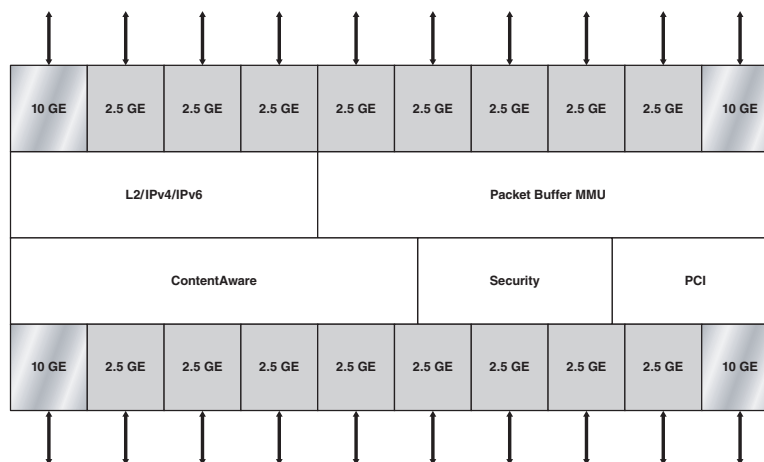 10 GE 2.5 GE 2.5 GE 2.5 GE 2.5 GE 2.5 GE 2.5 GE 2.5 GE 2.5 GE 10 GE
L2/IPv4/IPv6 Packet Buffer MMU
ContentAware Security PCI
10 GE 2.5 GE 2.5 GE 2.5 GE 2.5 GE 2.5 GE 2.5 GE 2.5 GE 2.5 GE 10 GE